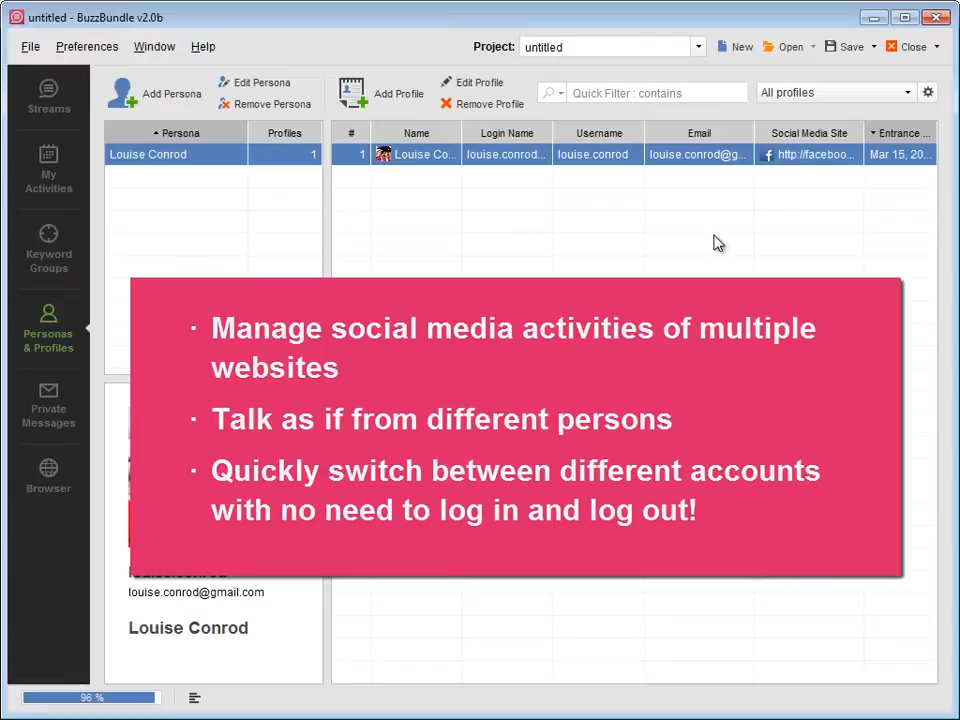 untitled - BuzzBundle v2.0b
File Preferences Window Help Project: untitled New Open Save Close
Streams
My
Activities
Keyword
Groups
Personas
& Profiles
Private
Messages
Browser
Add Persona
Edit Persona
Remove Persona
Add Profile
Edit Profile
Remove Profile
Quick Filter : contains
All profiles
Persona Profiles
Louise Conrod 1
# Name Login Name Username Email Social Media Site Entrance ...
1 Louise Co... louise.conrod... louise.conrod louise.conrod@g... http://faceboo... Mar 15, 20...
· Manage social media activities of multiple
websites
· Talk as if from different persons
· Quickly switch between different accounts
with no need to log in and log out!
louise.conrod@gmail.com
Louise Conrod
96 %